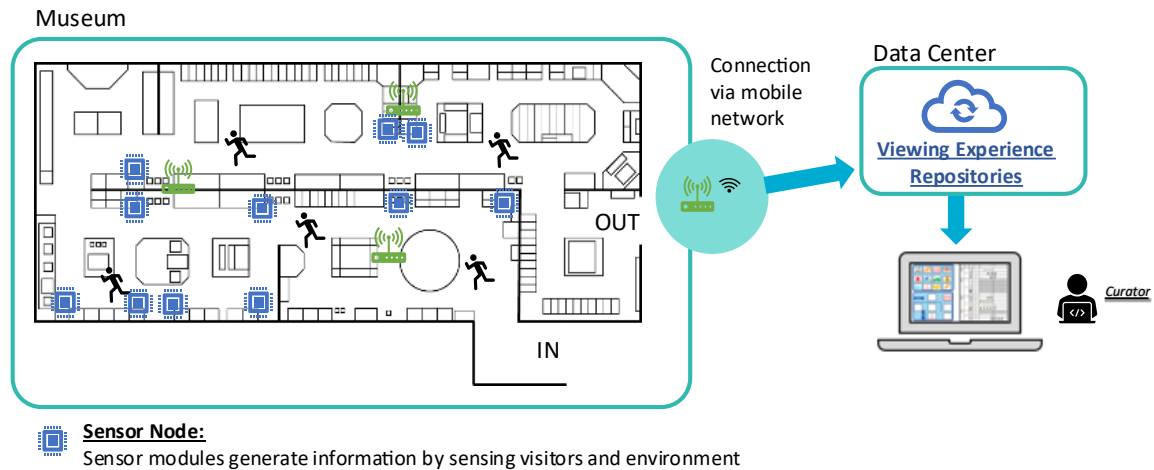 Museum
Data Center
Connection
via mobile
network
Viewing Experience
Repositories
OUT
Curator
IN
Sensor Node:
Sensor modules generate information by sensing visitors and environment